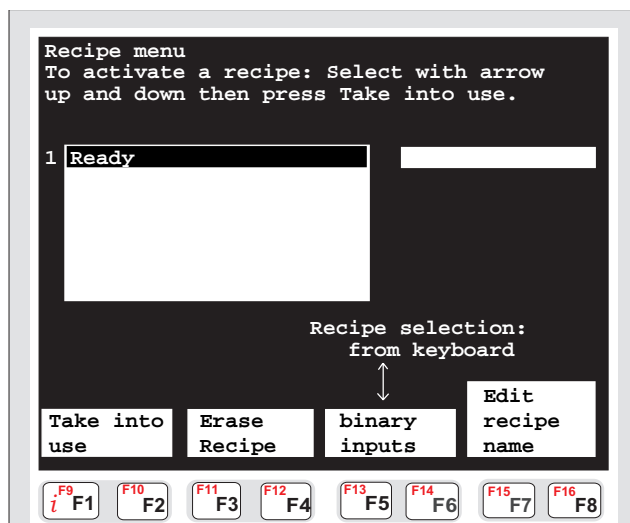 Recipe menu
To activate a recipe: Select with arrow
up and down then press Take into use.
1 Ready
Recipe selection:
from keyboard
Take into
use
Erase
Recipe
binary
inputs
Edit
recipe
name
F9 i F1
F10 F2
F11 F3
F12 F4
F13 F5
F14 F6
F15 F7
F16 F8